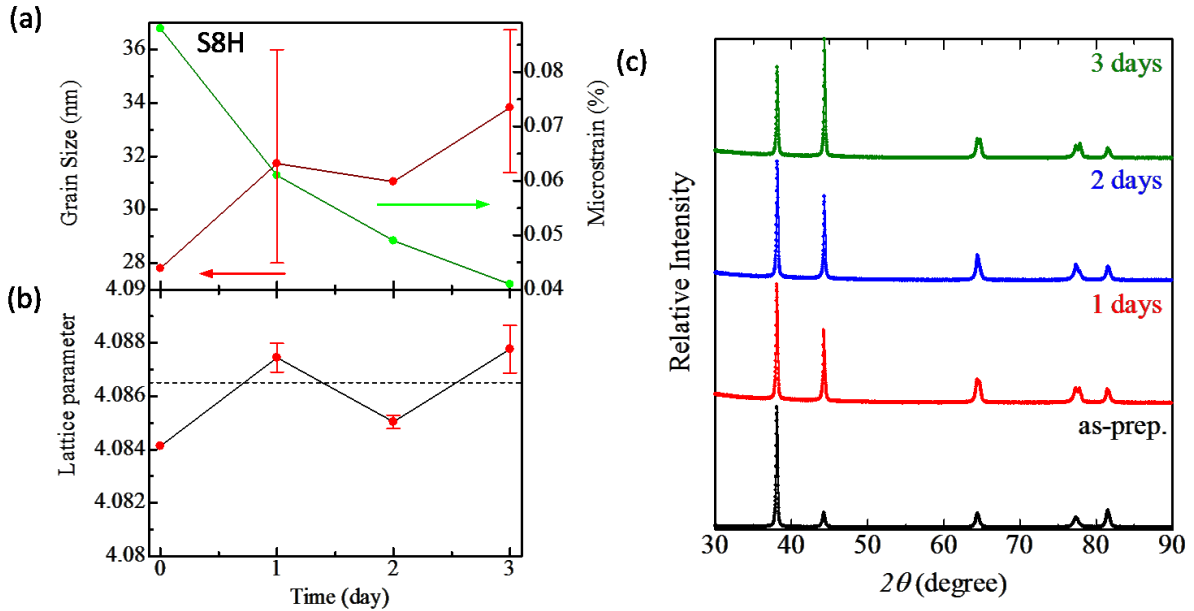 (a)
S8H
36
34
32
30
28
Grain Size (nm)
0.08
0.07
0.06
0.05
0.04
Microstrain (%)
(b)
4.09
4.088
4.086
4.084
4.082
4.08
Lattice parameter
0 1 2 3
Time (day)
(c)
3 days
2 days
1 days
as-prep.
Relative Intensity
30 40 50 60 70 80 90
2θ (degree)